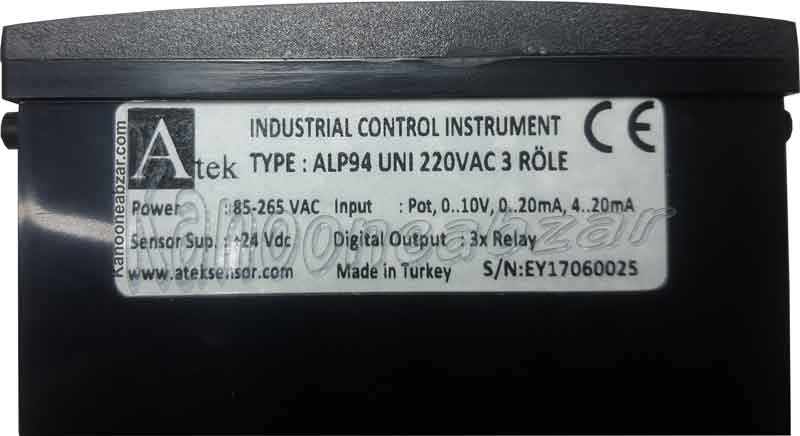 Atek
INDUSTRIAL CONTROL INSTRUMENT CE
TYPE : ALP94 UNI 220VAC 3 RÖLE
Power : 85-265 VAC Input : Pot, 0..10V, 0..20mA, 4..20mA
Sensor Sup. : +24 Vdc Digital Output : 3x Relay
www.ateksensor.com Made in Turkey S/N:EY17060025
Kanooneabzar.com
Kanooneabzar